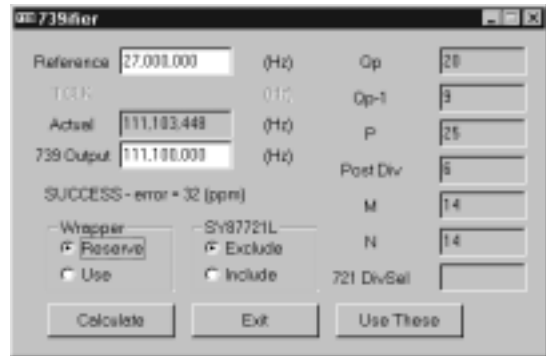 739ifier
Reference 27,000,000 (Hz)
TCLK (Hz)
Actual 111,103,448 (Hz)
739 Output 111,100,000 (Hz)
SUCCESS - error = 32 (ppm)
Wrapper
Reserve
Use
SY87721L
Exclude
Include
Qp 20
Qp-1 9
P 25
Post Div 6
M 14
N 14
721 DivSel
Calculate Exit Use These